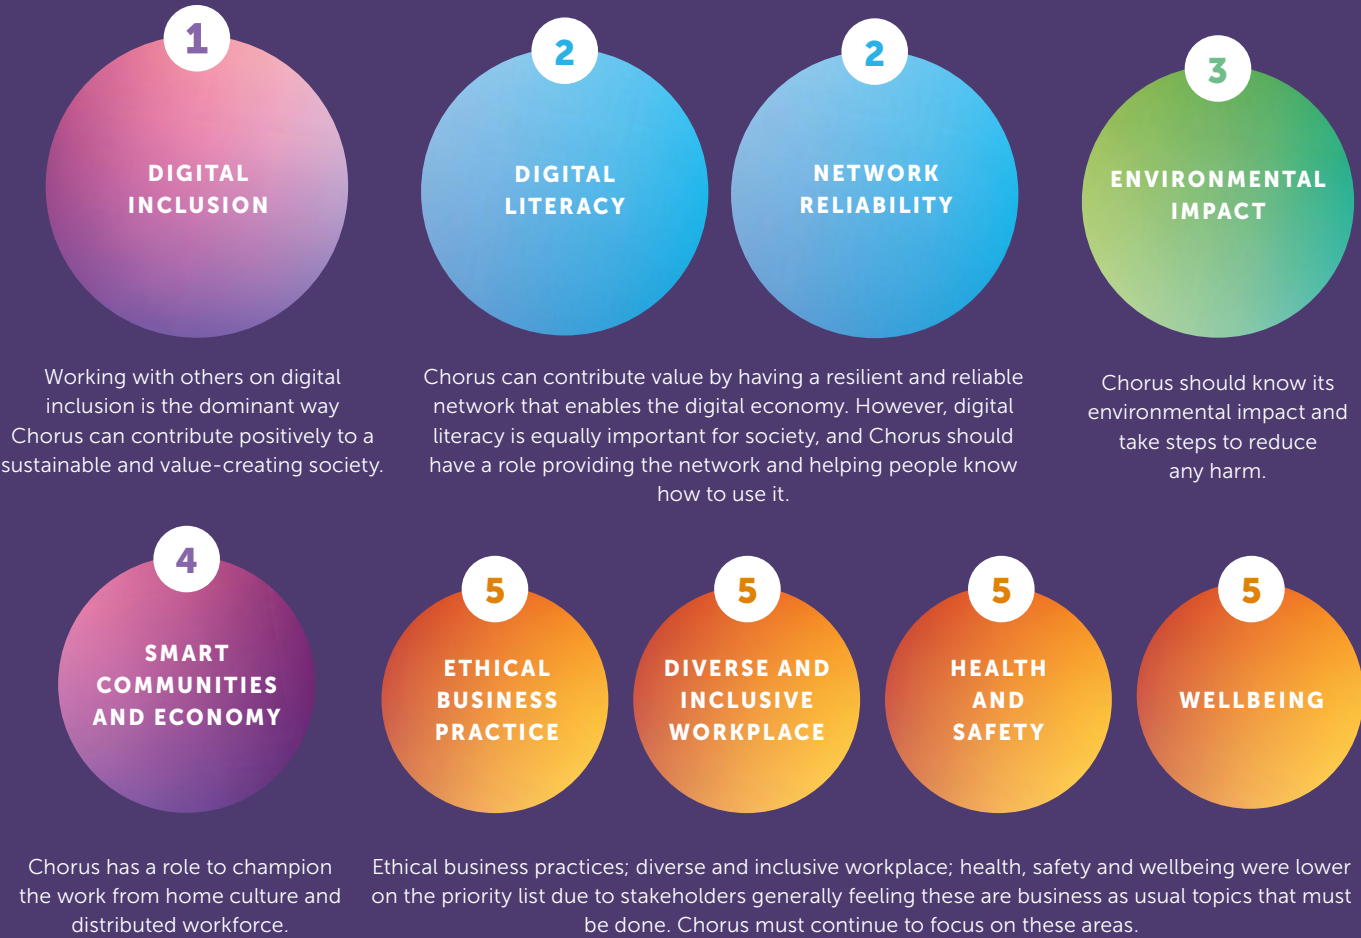 1
DIGITAL
INCLUSION
Working with others on digital
inclusion is the dominant way
Chorus can contribute positively to a
sustainable and value-creating society.
2
DIGITAL
LITERACY
2
NETWORK
RELIABILITY
Chorus can contribute value by having a resilient and reliable
network that enables the digital economy. However, digital
literacy is equally important for society, and Chorus should
have a role providing the network and helping people know
how to use it.
3
ENVIRONMENTAL
IMPACT
Chorus should know its
environmental impact and
take steps to reduce
any harm.
4
SMART
COMMUNITIES
AND ECONOMY
Chorus has a role to champion
the work from home culture and
distributed workforce.
5
ETHICAL
BUSINESS
PRACTICE
5
DIVERSE AND
INCLUSIVE
WORKPLACE
5
HEALTH
AND
SAFETY
5
WELLBEING
Ethical business practices; diverse and inclusive workplace; health, safety and wellbeing were lower
on the priority list due to stakeholders generally feeling these are business as usual topics that must
be done. Chorus must continue to focus on these areas.